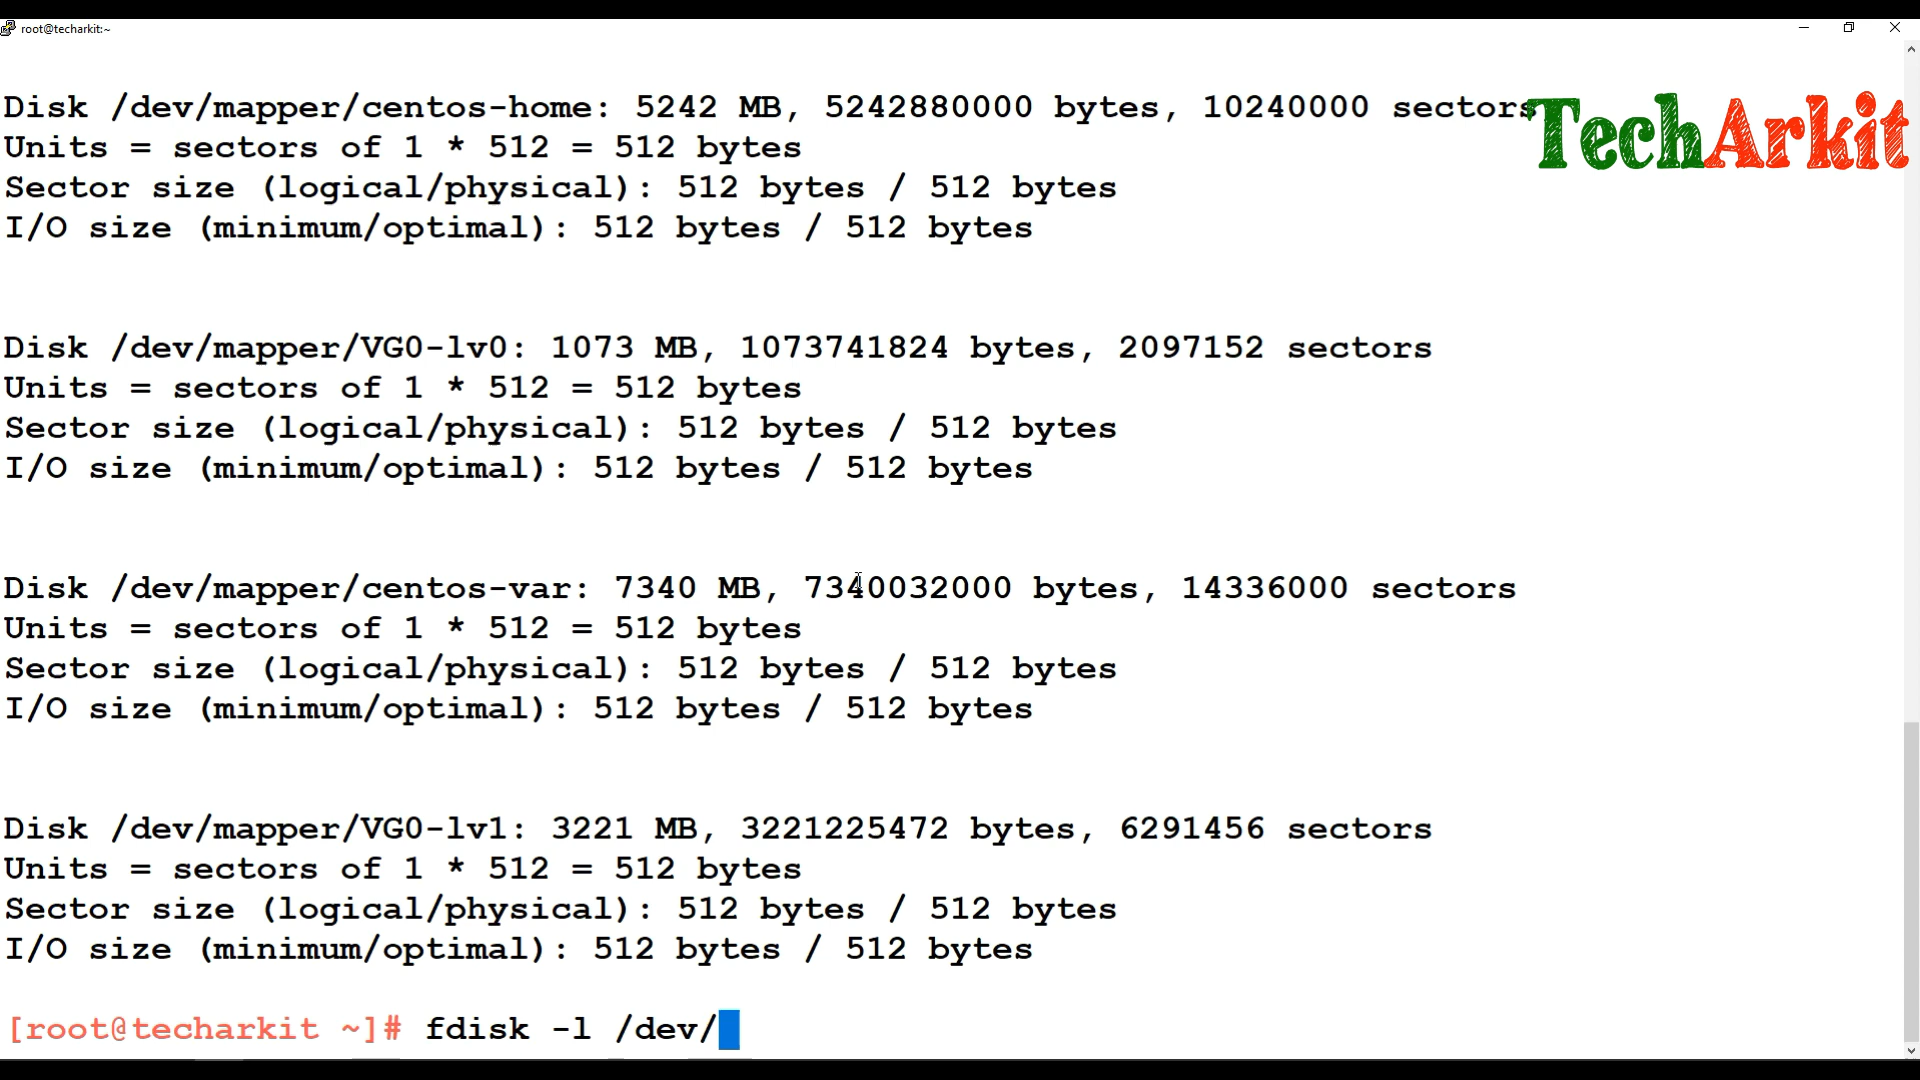 root@techarkit:~
TechArkit
Disk /dev/mapper/centos-home: 5242 MB, 5242880000 bytes, 10240000 sectors
Units = sectors of 1 * 512 = 512 bytes
Sector size (logical/physical): 512 bytes / 512 bytes
I/O size (minimum/optimal): 512 bytes / 512 bytes
Disk /dev/mapper/VG0-lv0: 1073 MB, 1073741824 bytes, 2097152 sectors
Units = sectors of 1 * 512 = 512 bytes
Sector size (logical/physical): 512 bytes / 512 bytes
I/O size (minimum/optimal): 512 bytes / 512 bytes
Disk /dev/mapper/centos-var: 7340 MB, 7340032000 bytes, 14336000 sectors
Units = sectors of 1 * 512 = 512 bytes
Sector size (logical/physical): 512 bytes / 512 bytes
I/O size (minimum/optimal): 512 bytes / 512 bytes
Disk /dev/mapper/VG0-lv1: 3221 MB, 3221225472 bytes, 6291456 sectors
Units = sectors of 1 * 512 = 512 bytes
Sector size (logical/physical): 512 bytes / 512 bytes
I/O size (minimum/optimal): 512 bytes / 512 bytes
[root@techarkit ~]# fdisk -l /dev/